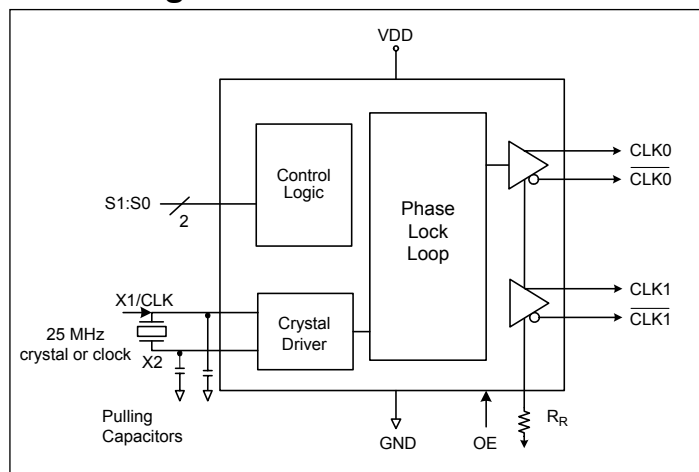 VDD
Control
Logic
S1:S0
2
Phase
Lock
Loop
CLK0
CLK0
CLK1
CLK1
X1/CLK
25 MHz
crystal or clock
X2
Crystal
Driver
Pulling
Capacitors
GND
OE
RR